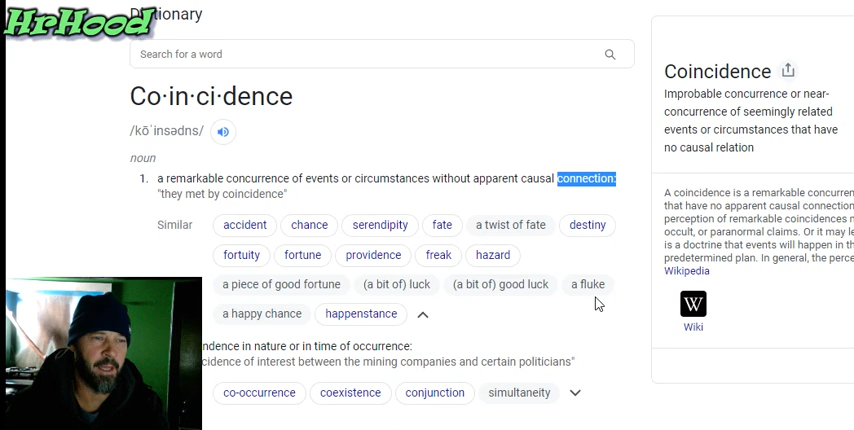 HrHood
Dictionary
Search for a word
Co·in·ci·dence
/kōˈinsədns/
noun
1. a remarkable concurrence of events or circumstances without apparent causal connection:
"they met by coincidence"
Similar
accident
chance
serendipity
fate
a twist of fate
destiny
fortuity
fortune
providence
freak
hazard
a piece of good fortune
(a bit of) luck
(a bit of) good luck
a fluke
a happy chance
happenstance
ndence in nature or in time of occurrence:
cidence of interest between the mining companies and certain politicians"
co-occurrence
coexistence
conjunction
simultaneity
Coincidence
Improbable concurrence or near-
concurrence of seemingly related
events or circumstances that have
no causal relation
A coincidence is a remarkable concurren
that have no apparent causal connection
perception of remarkable coincidences
occult, or paranormal claims. Or it may le
is a doctrine that events will happen in th
predetermined plan. In general, the perce
Wikipedia
W
Wiki